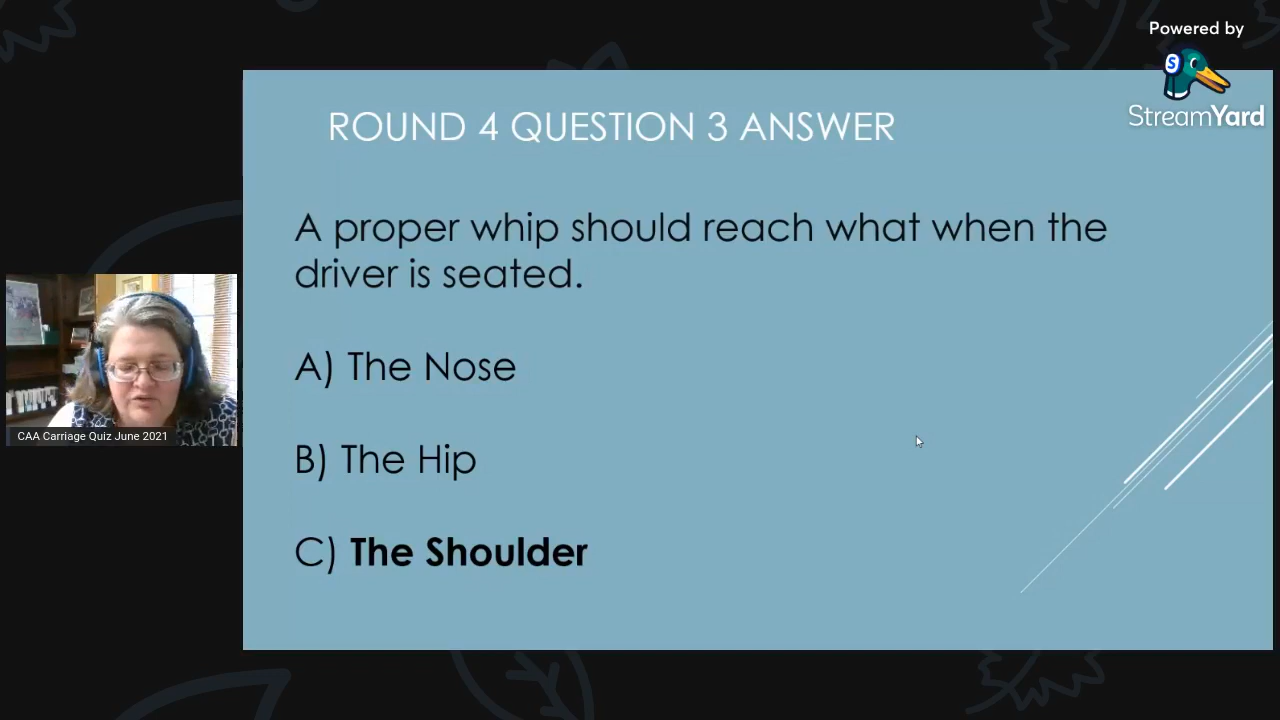 Powered by
S
StreamYard
ROUND 4 QUESTION 3 ANSWER
A proper whip should reach what when the
driver is seated.
A) The Nose
B) The Hip
C) The Shoulder
CAA Carriage Quiz June 2021